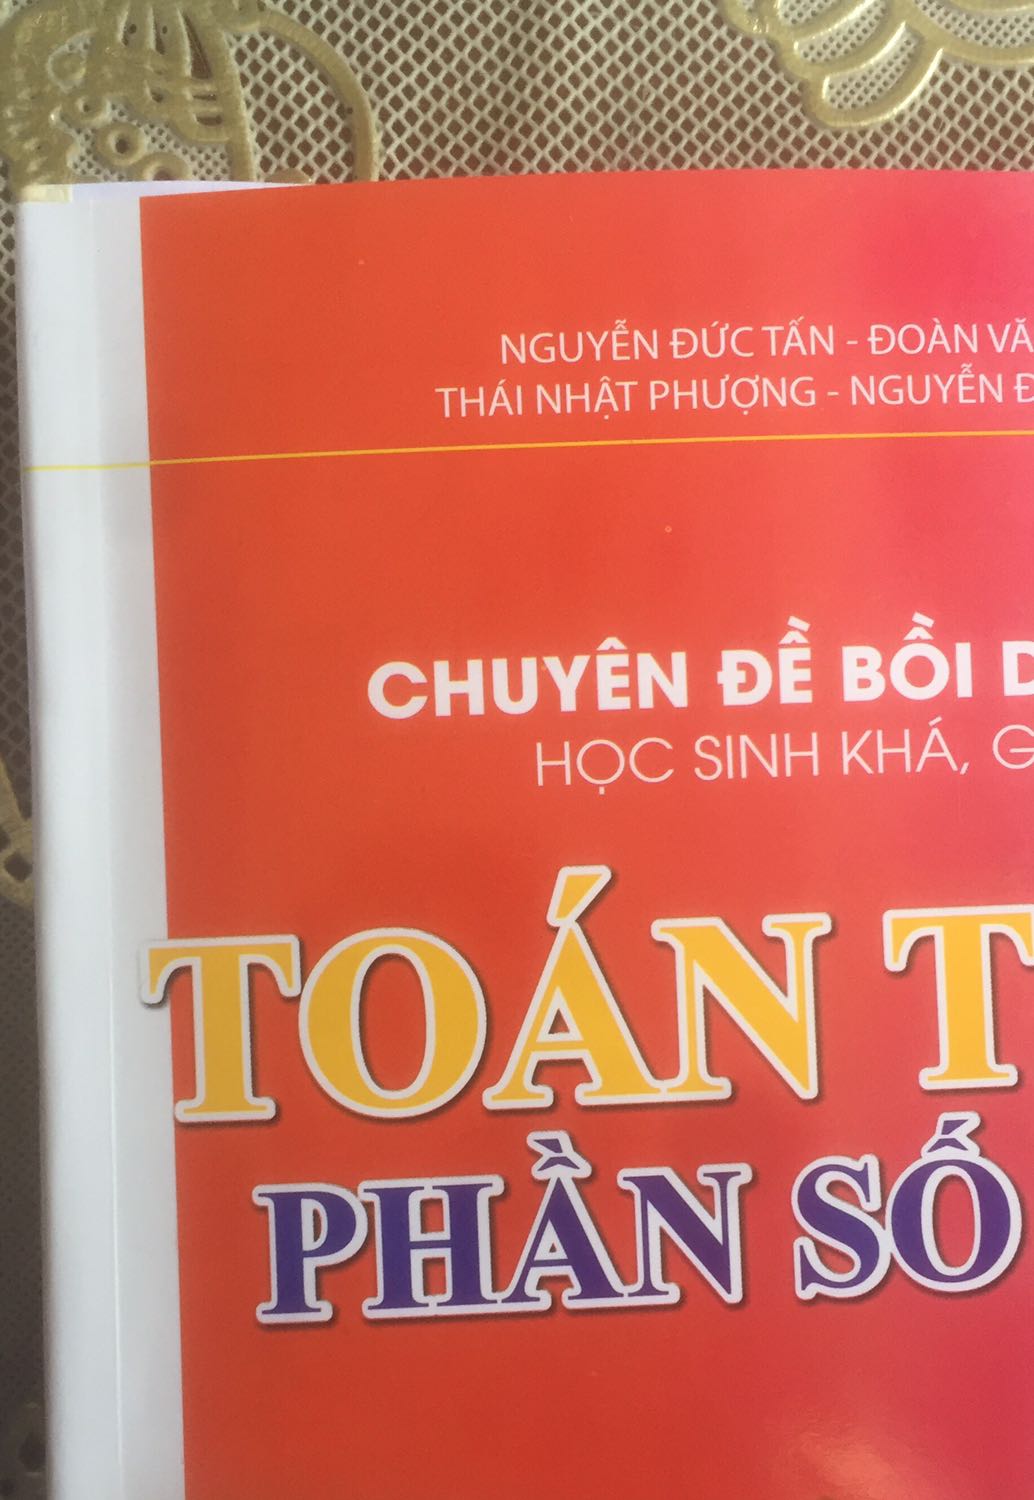 NGUYỄN ĐỨC TẤN - ĐOÀN VĂ
THÁI NHẬT PHƯỢNG - NGUYỄN Đ
CHUYÊN ĐỀ BỒI D
HỌC SINH KHÁ, G
TOÁN T
PHẦN SỐ